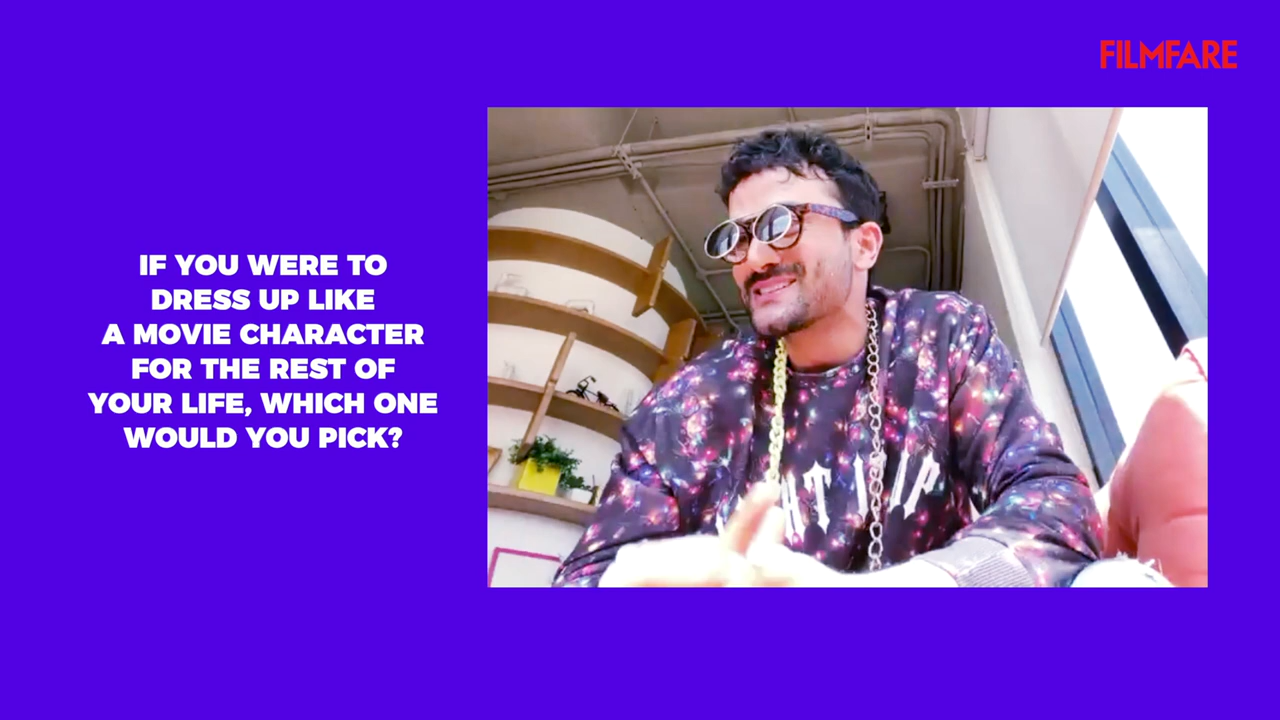 FILMFARE
IF YOU WERE TO
DRESS UP LIKE
A MOVIE CHARACTER
FOR THE REST OF
YOUR LIFE, WHICH ONE
WOULD YOU PICK?
UP